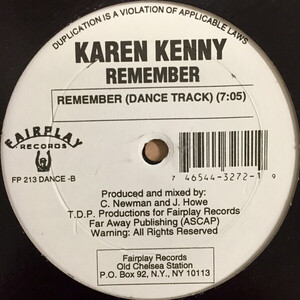 DUPLICATION IS A VIOLATION OF APPLICABLE LAWS
KAREN KENNY
REMEMBER
REMEMBER (DANCE TRACK) (7:05)
FAIRPLAY
RECORDS
FP 213 DANCE -B
7 46544-3272-1 9
Produced and mixed by:
C. Newman and J. Howe
T.D.P. Productions for Fairplay Records
Far Away Publishing (ASCAP)
Warning: All Rights Reserved
Fairplay Records
Old Chelsea Station
P.O. Box 92, N.Y., NY 10113